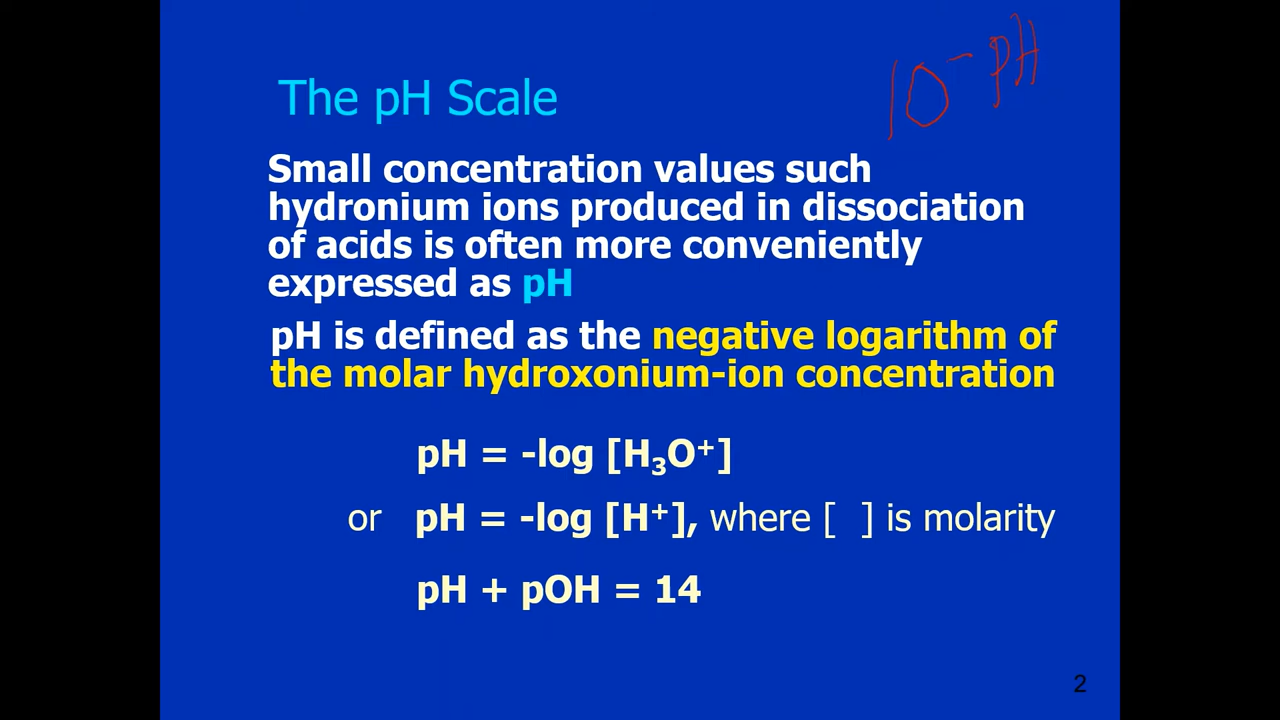 10⁻ᵖᴴ
The pH Scale
Small concentration values such
hydronium ions produced in dissociation
of acids is often more conveniently
expressed as pH
pH is defined as the negative logarithm of
the molar hydroxonium-ion concentration
pH = -log [H₃O⁺]
or pH = -log [H⁺], where [ ] is molarity
pH + pOH = 14
2